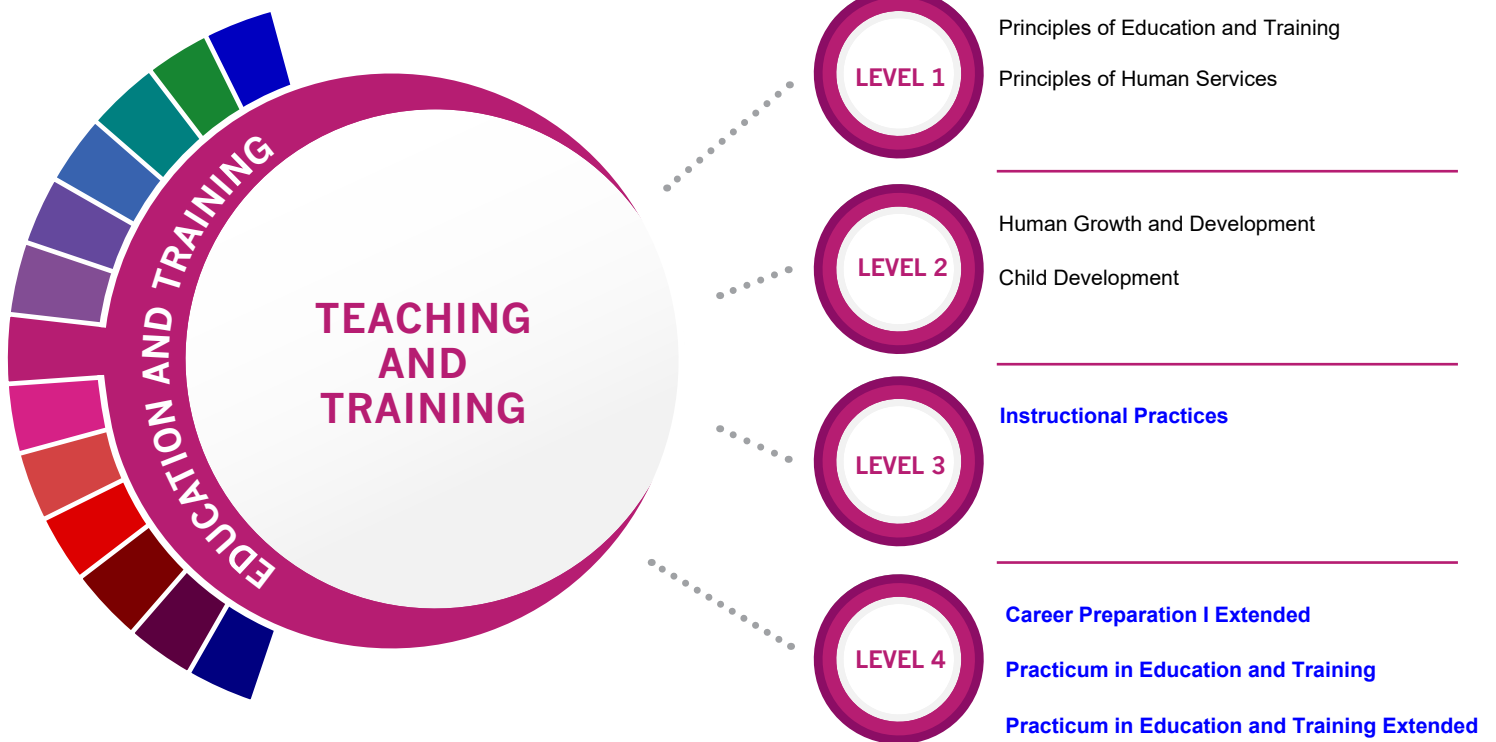 EDUCATION AND TRAINING
TEACHING
AND
TRAINING
LEVEL 1
Principles of Education and Training
Principles of Human Services
LEVEL 2
Human Growth and Development
Child Development
LEVEL 3
Instructional Practices
LEVEL 4
Career Preparation I Extended
Practicum in Education and Training
Practicum in Education and Training Extended